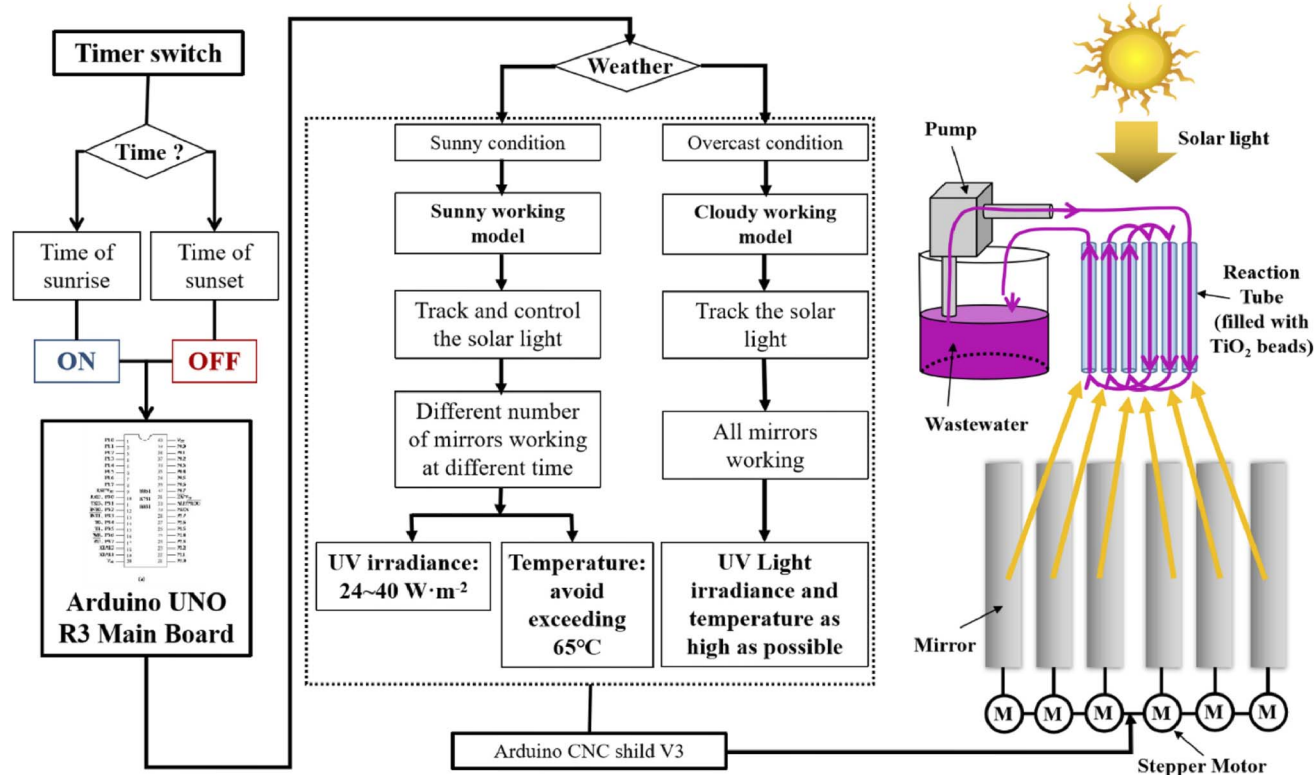 Timer switch
Time ?
Time of
sunrise
Time of
sunset
ON
OFF
Arduino UNO
R3 Main Board
Weather
Sunny condition
Overcast condition
Sunny working
model
Cloudy working
model
Track and control
the solar light
Track the solar
light
Different number
of mirrors working
at different time
All mirrors
working
UV irradiance:
24~40 W·m⁻²
Temperature:
avoid
exceeding
65°C
UV Light
irradiance and
temperature as
high as possible
Arduino CNC shild V3
Solar light
Pump
Reaction
Tube
(filled with
TiO₂ beads)
Wastewater
Mirror
M M M M M M
Stepper Motor